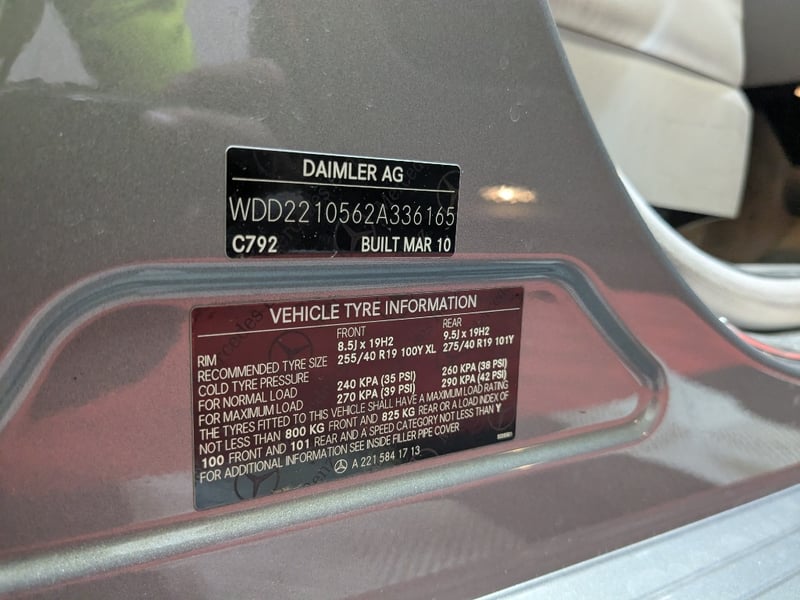 DAIMLER AG
WDD2210562A336165
C792 BUILT MAR 10
VEHICLE TYRE INFORMATION
FRONT REAR
RIM 8.5J x 19H2 9.5J x 19H2
RECOMMENDED TYRE SIZE 255/40 R19 100Y XL 275/40 R19 101Y
COLD TYRE PRESSURE
FOR NORMAL LOAD 240 KPA (35 PSI) 260 KPA (38 PSI)
FOR MAXIMUM LOAD 270 KPA (39 PSI) 290 KPA (42 PSI)
THE TYRES FITTED TO THIS VEHICLE SHALL HAVE A MAXIMUM LOAD RATING
NOT LESS THAN 800 KG FRONT AND 825 KG REAR OR A LOAD INDEX OF
100 FRONT AND 101 REAR AND A SPEED CATEGORY NOT LESS THAN Y
FOR ADDITIONAL INFORMATION SEE INSIDE FILLER PIPE COVER
A 221 584 17 13